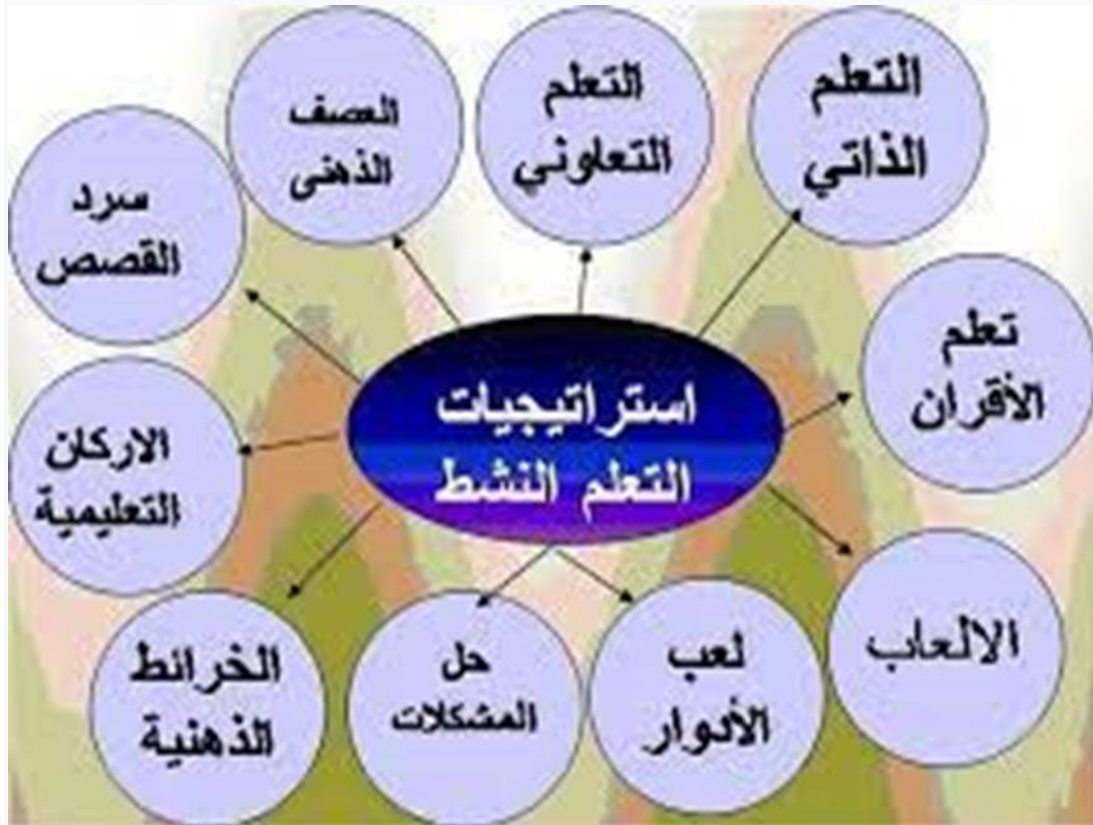 التعلم
الذاتي
التعلم
التعاوني
العصف
الذهنى
سرد
القصص
تعلم
الأقران
استراتيجيات
التعلم النشط
الاركان
التعليمية
الالعاب
لعب
الأدوار
حل
المشكلات
الخرائط
الذهنية